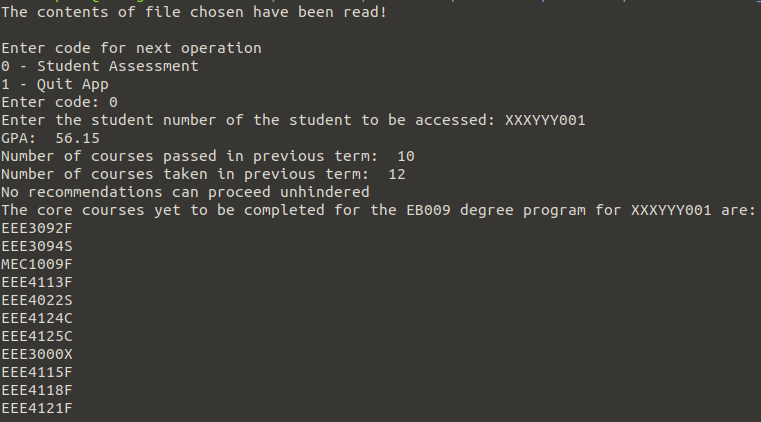 The contents of file chosen have been read!
Enter code for next operation
0 - Student Assessment
1 - Quit App
Enter code: 0
Enter the student number of the student to be accessed: XXXYYY001
GPA:  56.15
Number of courses passed in previous term:  10
Number of courses taken in previous term:  12
No recommendations can proceed unhindered
The core courses yet to be completed for the EB009 degree program for XXXYYY001 are:
EEE3092F
EEE3094S
MEC1009F
EEE4113F
EEE4022S
EEE4124C
EEE4125C
EEE3000X
EEE4115F
EEE4118F
EEE4121F